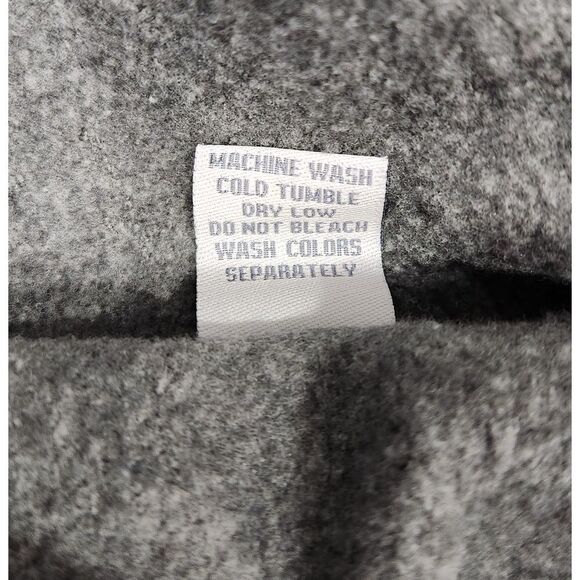 MACHINE WASH
COLD TUMBLE
DRY LOW
DO NOT BLEACH
WASH COLORS
SEPARATELY